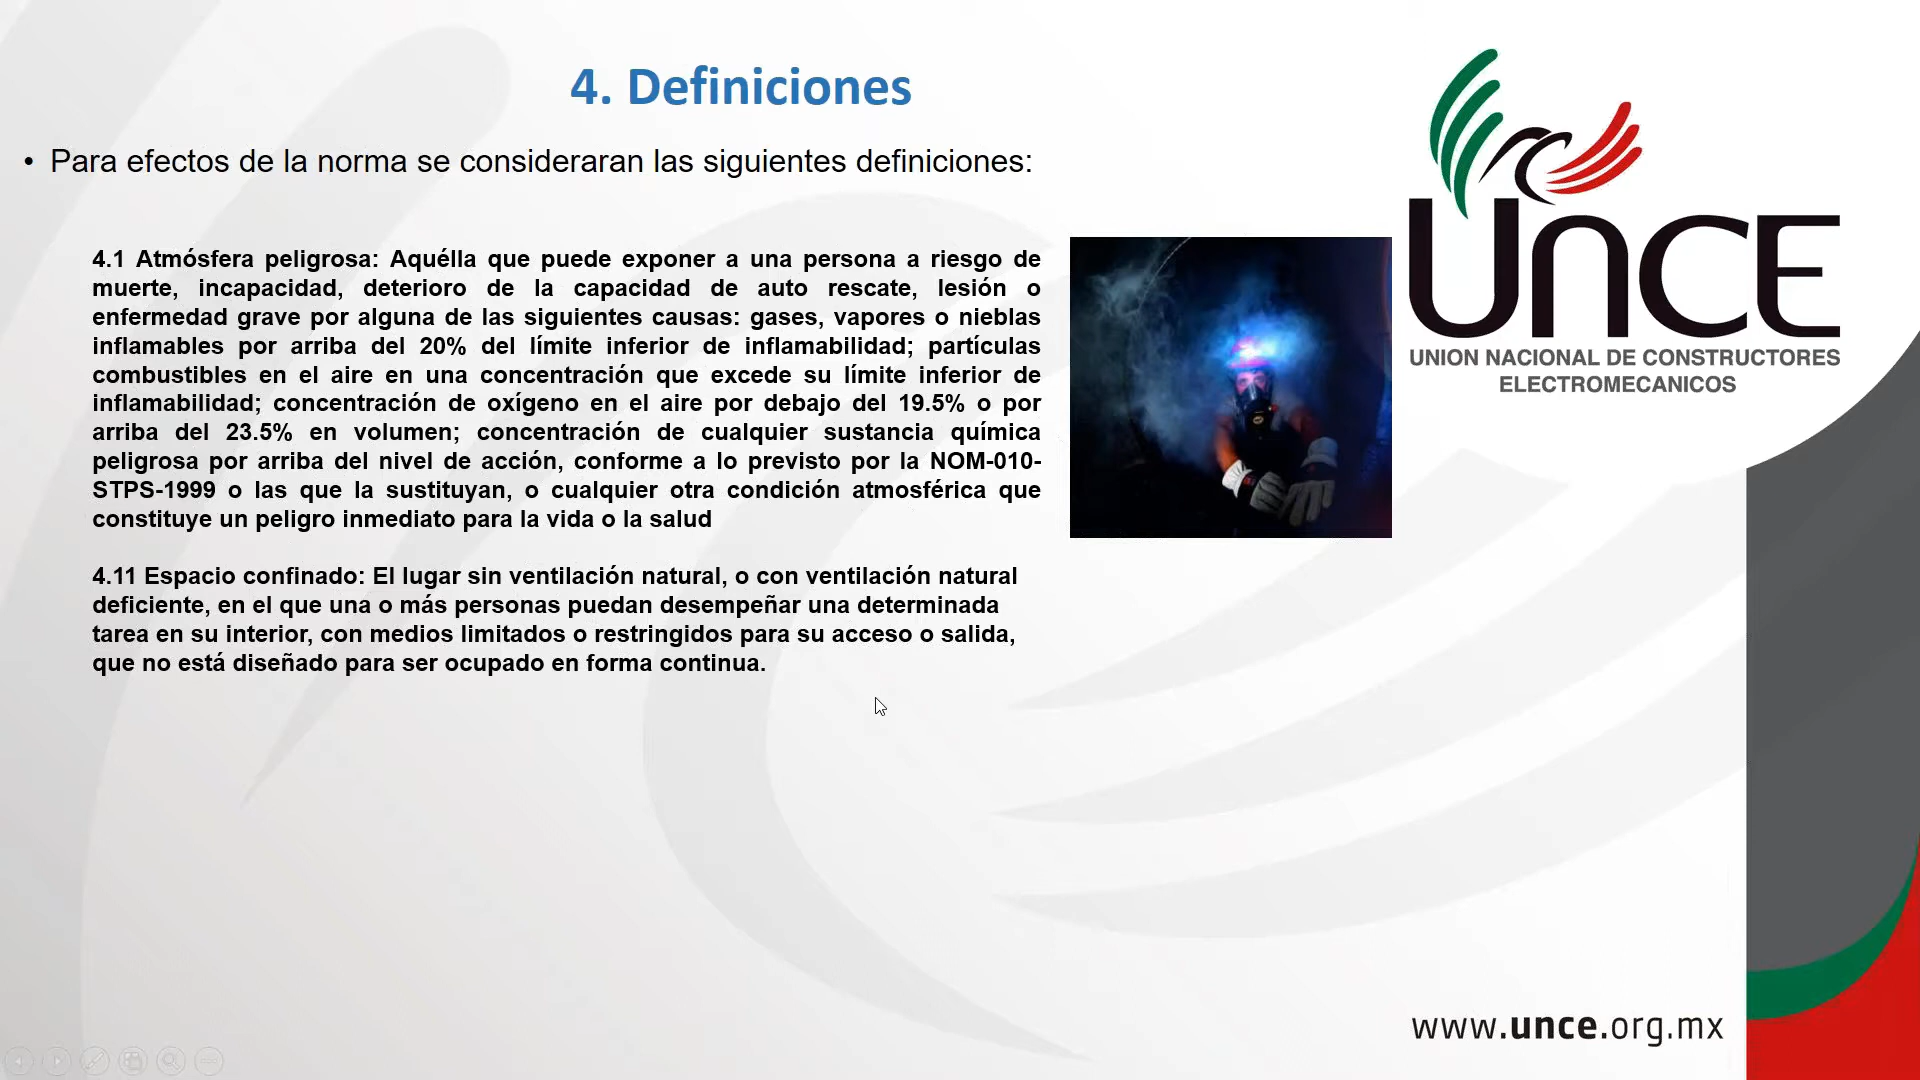 4. Definiciones
• Para efectos de la norma se consideraran las siguientes definiciones:
4.1 Atmósfera peligrosa: Aquélla que puede exponer a una persona a riesgo de
muerte, incapacidad, deterioro de la capacidad de auto rescate, lesión o
enfermedad grave por alguna de las siguientes causas: gases, vapores o nieblas
inflamables por arriba del 20% del límite inferior de inflamabilidad; partículas
combustibles en el aire en una concentración que excede su límite inferior de
inflamabilidad; concentración de oxígeno en el aire por debajo del 19.5% o por
arriba del 23.5% en volumen; concentración de cualquier sustancia química
peligrosa por arriba del nivel de acción, conforme a lo previsto por la NOM-010-
STPS-1999 o las que la sustituyan, o cualquier otra condición atmosférica que
constituye un peligro inmediato para la vida o la salud
4.11 Espacio confinado: El lugar sin ventilación natural, o con ventilación natural
deficiente, en el que una o más personas puedan desempeñar una determinada
tarea en su interior, con medios limitados o restringidos para su acceso o salida,
que no está diseñado para ser ocupado en forma continua.
UNCE
UNION NACIONAL DE CONSTRUCTORES
ELECTROMECANICOS
www.unce.org.mx